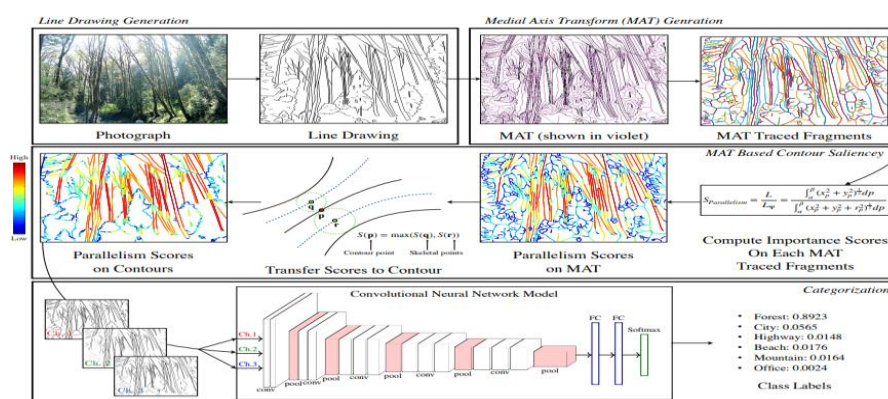 Line Drawing Generation
Medial Axis Transform (MAT) Genration
Photograph
Line Drawing
MAT (shown in violet)
MAT Traced Fragments
High
Low
MAT Based Contour Saliencey
Parallelism Scores
on Contours
q
p
r
S(p) = max(S(q), S(r))
Contour point
Skeletal points
Transfer Scores to Contour
Parallelism Scores
on MAT
Compute Importance Scores
On Each MAT
Traced Fragments
Categorization
Ch. 2
Convolutional Neural Network Model
Ch.1
Ch.2
Ch.3
conv
pool
conv
pool
conv
pool
conv
pool
conv
pool
FC
FC
Softmax
• Forest: 0.8923
• City: 0.0565
• Highway: 0.0148
• Beach: 0.0176
• Mountain: 0.0164
• Office: 0.0024
Class Labels